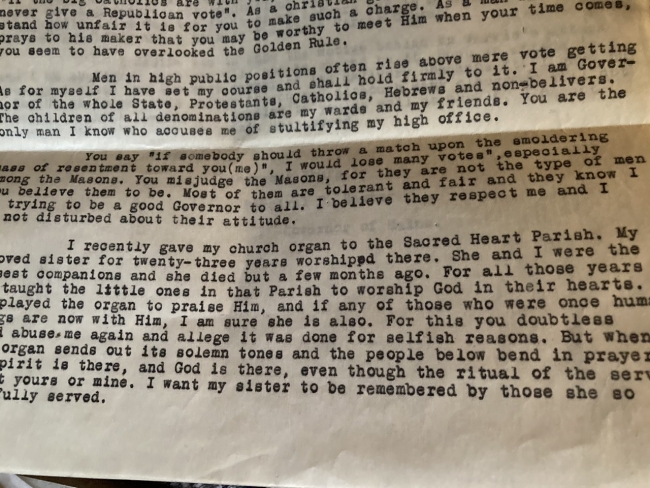 big Catholics are with you
never give a Republican vote". As a christian
stand how unfair it is for you to make such a charge. As a man
prays to his maker that you may be worthy to meet Him when your time comes,
you seem to have overlooked the Golden Rule.
Men in high public positions often rise above mere vote getting
As for myself I have set my course and shall hold firmly to it. I am Gover-
nor of the whole State, Protestants, Catholics, Hebrews and non-belivers.
The children of all denominations are my wards and my friends. You are the
only man I know who accuses me of stultifying my high office.
You say "if somebody should throw a match upon the smoldering
mass of resentment toward you(me)", I would lose many votes",especially
among the Masons. You misjudge the Masons, for they are not the type of men
you believe them to be. Most of them are tolerant and fair and they know I
trying to be a good Governor to all. I believe they respect me and I
not disturbed about their attitude.
I recently gave my church organ to the Sacred Heart Parish. My
oved sister for twenty-three years worshippd there. She and I were the
sest companions and she died but a few months ago. For all those years
taught the little ones in that Parish to worship God in their hearts.
played the organ to praise Him, and if any of those who were once hum
gs are now with Him, I am sure she is also. For this you doubtless
abuse me again and allege it was done for selfish reasons. But when
organ sends out its solemn tones and the people below bend in prayer
pirit is there, and God is there, even though the ritual of the serv
t yours or mine. I want my sister to be remembered by those she so
fully served.